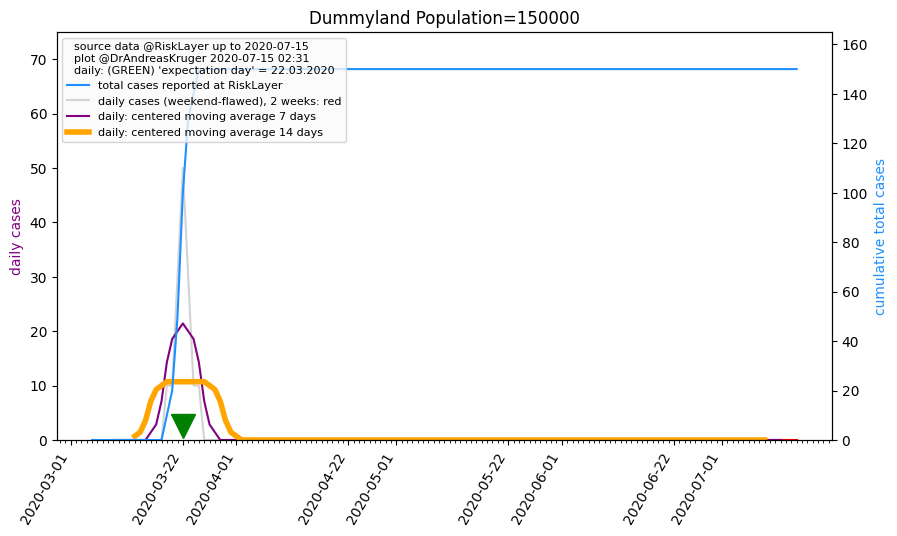 Dummyland Population=150000
source data @RiskLayer up to 2020-07-15
plot @DrAndreasKruger 2020-07-15 02:31
daily: (GREEN) 'expectation day' = 22.03.2020
total cases reported at RiskLayer
daily cases (weekend-flawed), 2 weeks: red
daily: centered moving average 7 days
daily: centered moving average 14 days
daily cases
70
60
50
40
30
20
10
0
160
140
120
100
80
60
40
20
0
cumulative total cases
2020-03-01
2020-03-22
2020-04-01
2020-04-22
2020-05-01
2020-05-22
2020-06-01
2020-06-22
2020-07-01